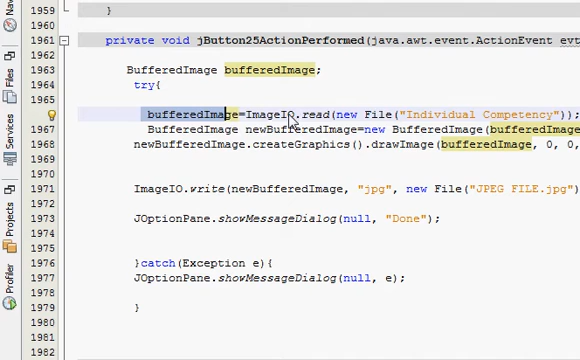 1959 }
1960
1961 private void jButton25ActionPerformed(java.awt.event.ActionEvent evt
1962
1963 BufferedImage bufferedImage;
1964 try{
1965
bufferedImage=ImageIO.read(new File("Individual Competency"));
1967 BufferedImage newBufferedImage=new BufferedImage(bufferedImage
1968 newBufferedImage.createGraphics().drawImage(bufferedImage, 0, 0,
1969
1970
1971 ImageIO.write(newBufferedImage, "jpg", new File("JPEG FILE.jpg")
1972
1973 JOptionPane.showMessageDialog(null, "Done");
1974
1975
1976 }catch(Exception e){
1977 JOptionPane.showMessageDialog(null, e);
1978
1979 }
1980
1981
1982
Files
Services
Projects
Profiler